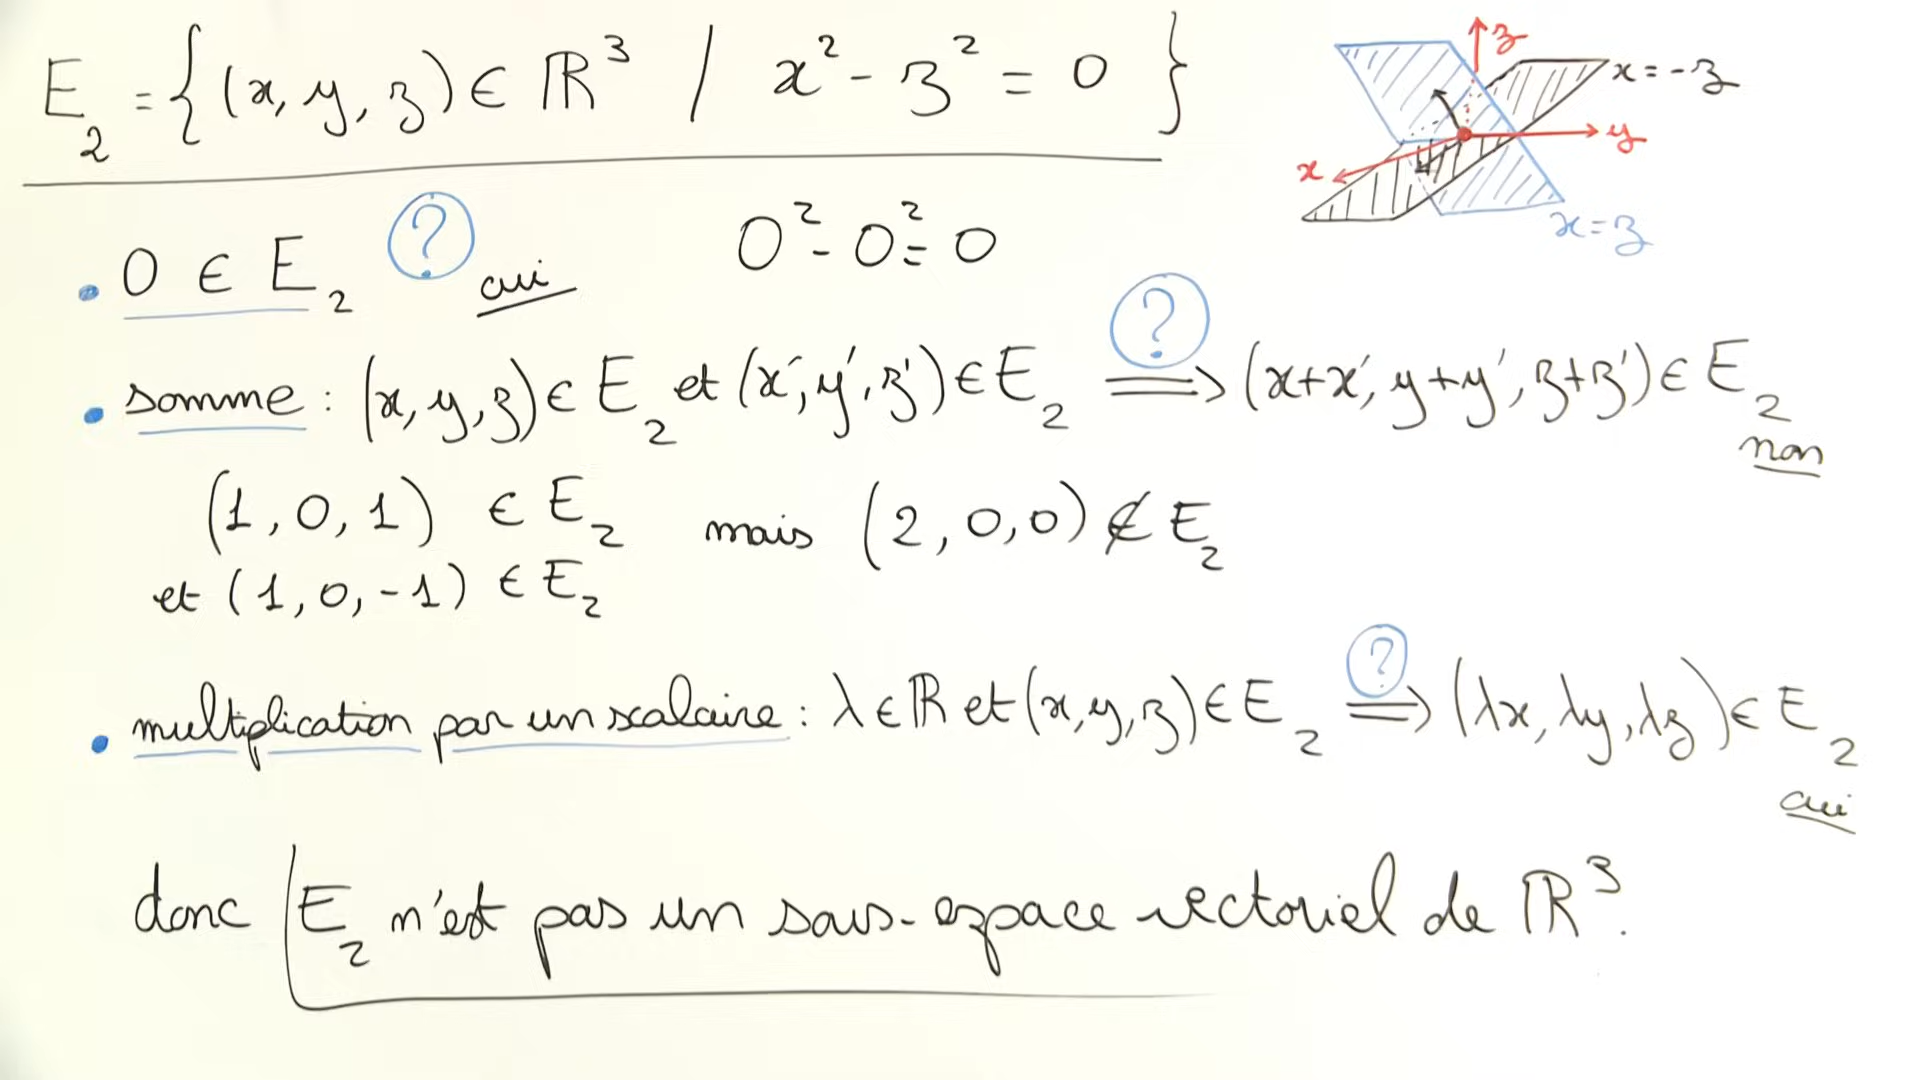 E₂ = { (x, y, z) ∈ ℝ³ / x² - z² = 0 }
z
x = -z
y
x
x = z
• 0 ∈ E₂ ? oui 0² - 0² = 0
• somme : (x, y, z) ∈ E₂ et (x', y', z') ∈ E₂ ?⟹ (x+x', y+y', z+z') ∈ E₂
non
(1, 0, 1) ∈ E₂ mais (2, 0, 0) ∉ E₂
et (1, 0, -1) ∈ E₂
• multiplication par un scalaire : λ ∈ ℝ et (x, y, z) ∈ E₂ ?⟹ (λx, λy, λz) ∈ E₂
oui
donc E₂ n'est pas un sous-espace vectoriel de ℝ³.